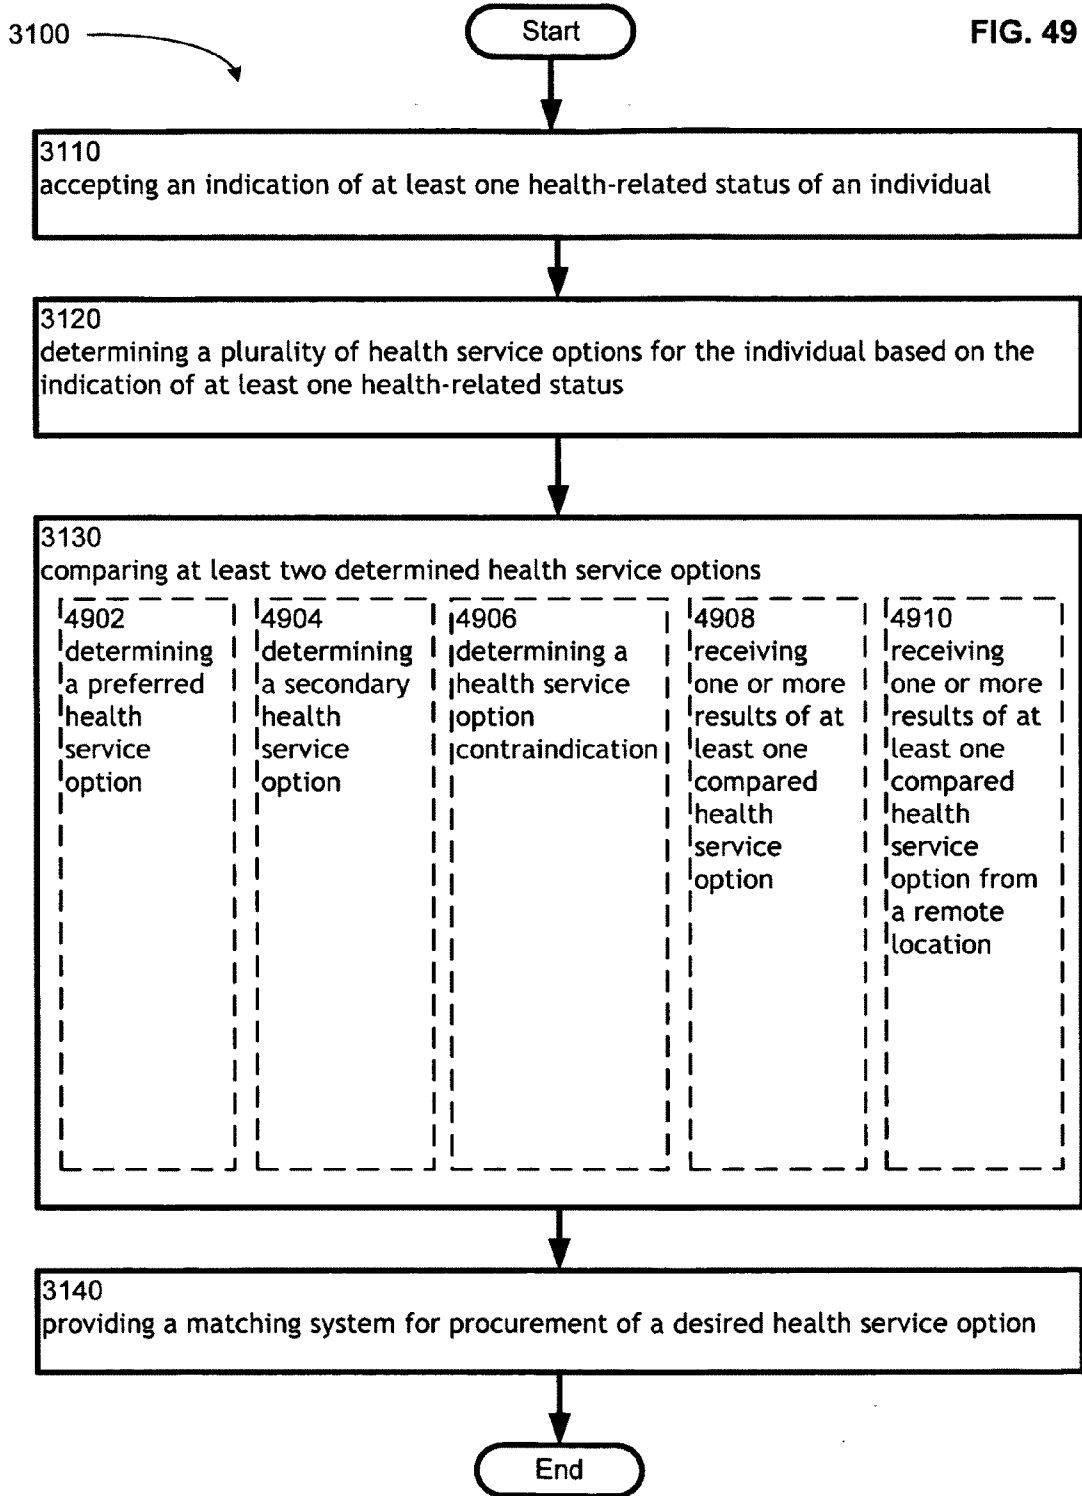 3100
Start
FIG. 49
3110
accepting an indication of at least one health-related status of an individual
3120
determining a plurality of health service options for the individual based on the
indication of at least one health-related status
3130
comparing at least two determined health service options
4902
determining
a preferred
health
service
option
4904
determining
a secondary
health
service
option
4906
determining a
health service
option
contraindication
4908
receiving
one or more
results of at
least one
compared
health
service
option
4910
receiving
one or more
results of at
least one
compared
health
service
option from
a remote
location
3140
providing a matching system for procurement of a desired health service option
End